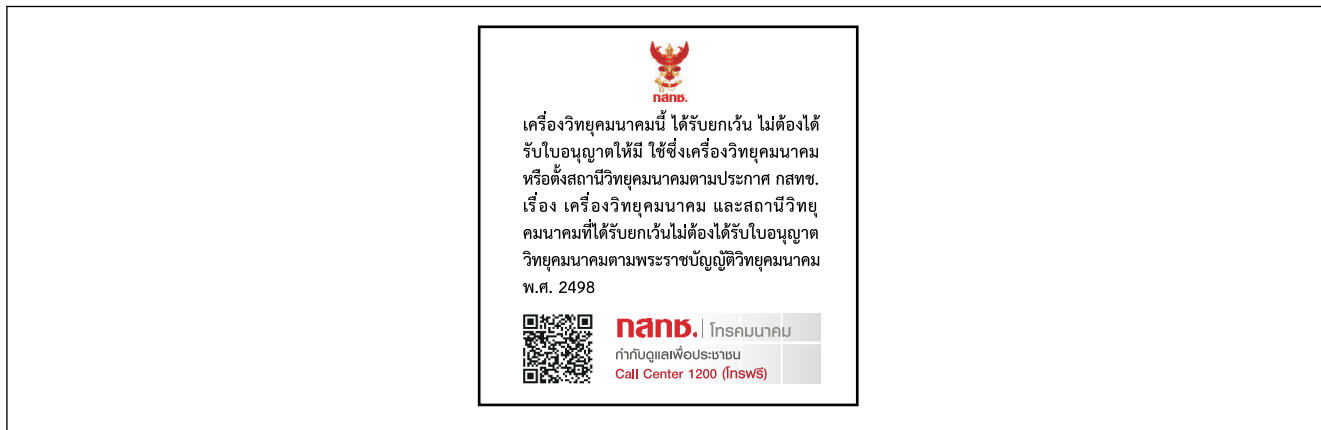 กสทช.
เครื่องวิทยุคมนาคมนี้ ได้รับยกเว้น ไม่ต้องได้
รับใบอนุญาตให้มี ใช้ซึ่งเครื่องวิทยุคมนาคม
หรือตั้งสถานีวิทยุคมนาคมตามประกาศ กสทช.
เรื่อง เครื่องวิทยุคมนาคม และสถานีวิทยุ
คมนาคมที่ได้รับยกเว้นไม่ต้องได้รับใบอนุญาต
วิทยุคมนาคมตามพระราชบัญญัติวิทยุคมนาคม
พ.ศ. 2498
กสทช. | โทรคมนาคม
กำกับดูแลเพื่อประชาชน
Call Center 1200 (โทรฟรี)